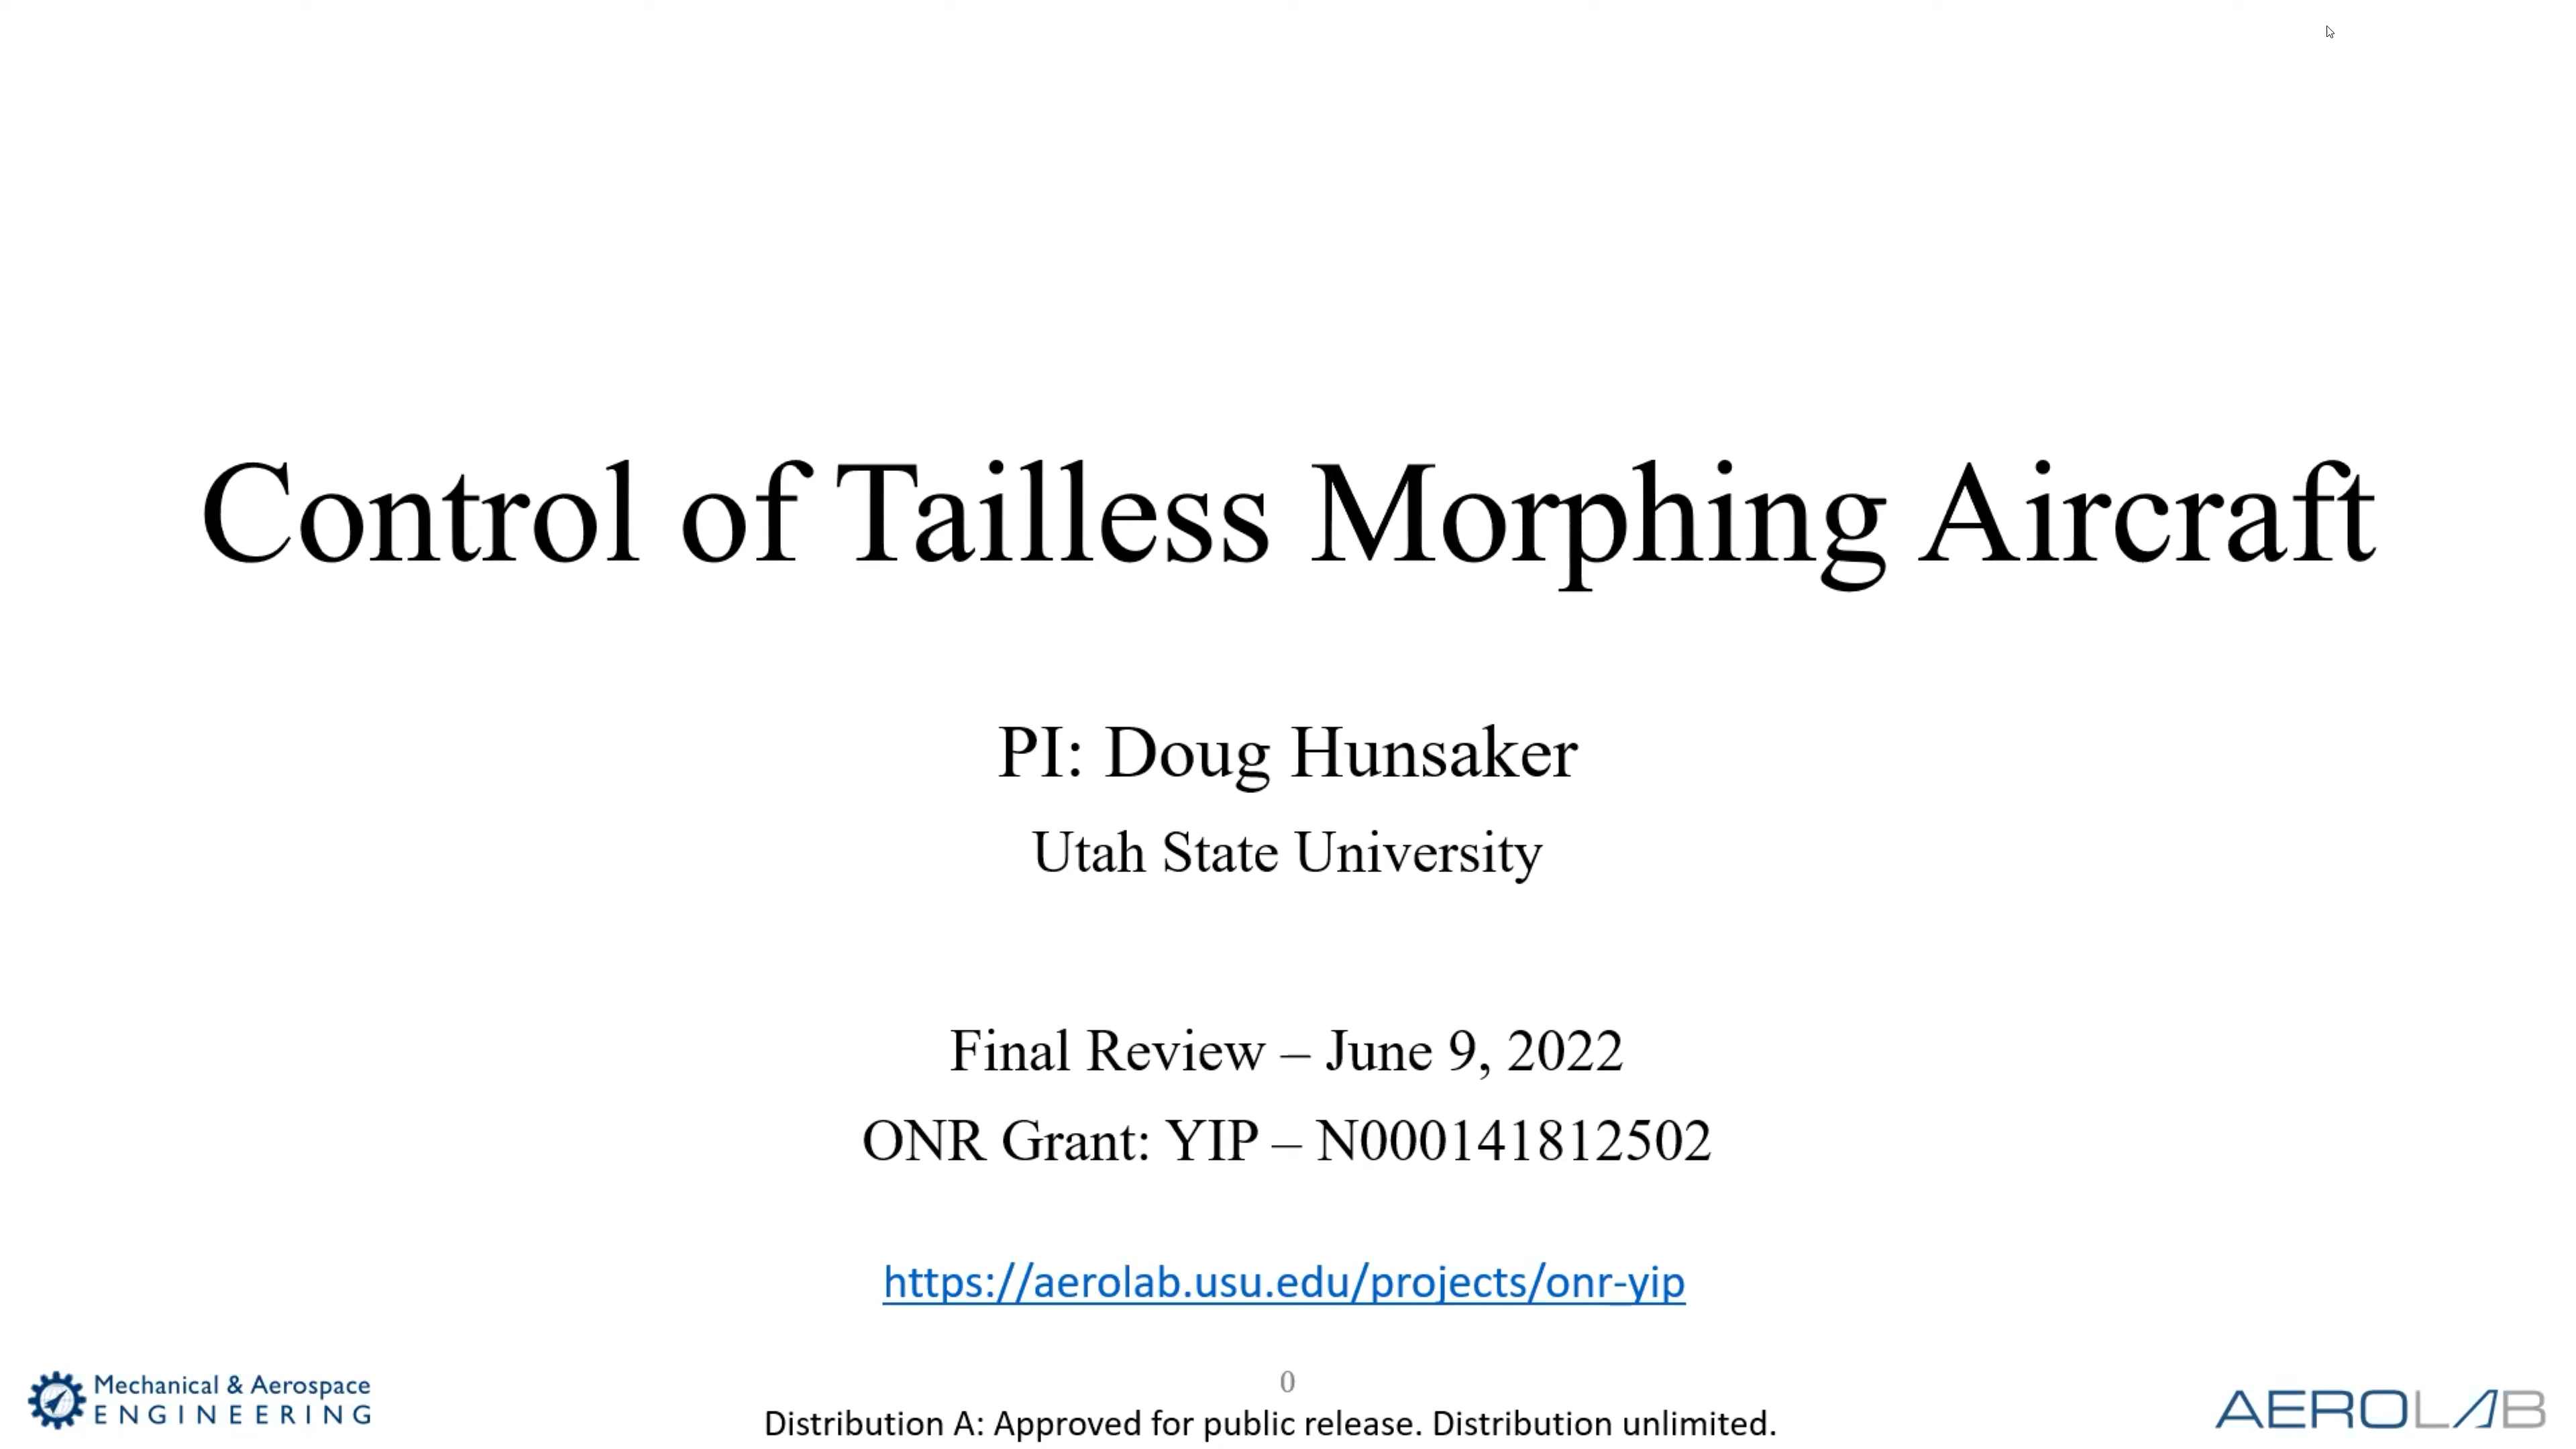 Control of Tailless Morphing Aircraft
PI: Doug Hunsaker
Utah State University
Final Review – June 9, 2022
ONR Grant: YIP – N000141812502
https://aerolab.usu.edu/projects/onr-yip
Mechanical & Aerospace
ENGINEERING
0
Distribution A: Approved for public release. Distribution unlimited.
AEROLAB